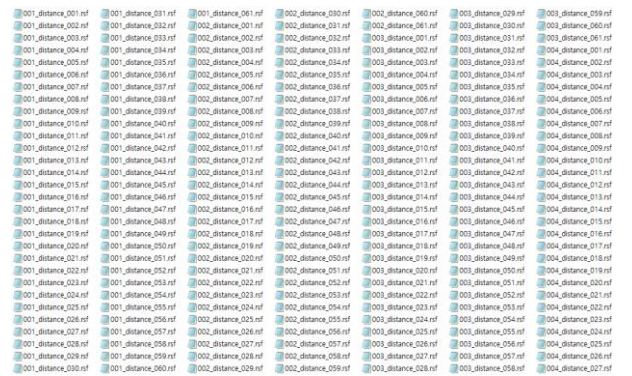 001_distance_001.rsf
001_distance_002.rsf
001_distance_003.rsf
001_distance_004.rsf
001_distance_005.rsf
001_distance_006.rsf
001_distance_007.rsf
001_distance_008.rsf
001_distance_009.rsf
001_distance_010.rsf
001_distance_011.rsf
001_distance_012.rsf
001_distance_013.rsf
001_distance_014.rsf
001_distance_015.rsf
001_distance_016.rsf
001_distance_017.rsf
001_distance_018.rsf
001_distance_019.rsf
001_distance_020.rsf
001_distance_021.rsf
001_distance_022.rsf
001_distance_023.rsf
001_distance_024.rsf
001_distance_025.rsf
001_distance_026.rsf
001_distance_027.rsf
001_distance_028.rsf
001_distance_029.rsf
001_distance_030.rsf
001_distance_031.rsf
001_distance_032.rsf
001_distance_033.rsf
001_distance_034.rsf
001_distance_035.rsf
001_distance_036.rsf
001_distance_037.rsf
001_distance_038.rsf
001_distance_039.rsf
001_distance_040.rsf
001_distance_041.rsf
001_distance_042.rsf
001_distance_043.rsf
001_distance_044.rsf
001_distance_045.rsf
001_distance_046.rsf
001_distance_047.rsf
001_distance_048.rsf
001_distance_049.rsf
001_distance_050.rsf
001_distance_051.rsf
001_distance_052.rsf
001_distance_053.rsf
001_distance_054.rsf
001_distance_055.rsf
001_distance_056.rsf
001_distance_057.rsf
001_distance_058.rsf
001_distance_059.rsf
001_distance_060.rsf
001_distance_061.rsf
002_distance_001.rsf
002_distance_002.rsf
002_distance_003.rsf
002_distance_004.rsf
002_distance_005.rsf
002_distance_006.rsf
002_distance_007.rsf
002_distance_008.rsf
002_distance_009.rsf
002_distance_010.rsf
002_distance_011.rsf
002_distance_012.rsf
002_distance_013.rsf
002_distance_014.rsf
002_distance_015.rsf
002_distance_016.rsf
002_distance_017.rsf
002_distance_018.rsf
002_distance_019.rsf
002_distance_020.rsf
002_distance_021.rsf
002_distance_022.rsf
002_distance_023.rsf
002_distance_024.rsf
002_distance_025.rsf
002_distance_026.rsf
002_distance_027.rsf
002_distance_028.rsf
002_distance_029.rsf
002_distance_030.rsf
002_distance_031.rsf
002_distance_032.rsf
002_distance_033.rsf
002_distance_034.rsf
002_distance_035.rsf
002_distance_036.rsf
002_distance_037.rsf
002_distance_038.rsf
002_distance_039.rsf
002_distance_040.rsf
002_distance_041.rsf
002_distance_042.rsf
002_distance_043.rsf
002_distance_044.rsf
002_distance_045.rsf
002_distance_046.rsf
002_distance_047.rsf
002_distance_048.rsf
002_distance_049.rsf
002_distance_050.rsf
002_distance_051.rsf
002_distance_052.rsf
002_distance_053.rsf
002_distance_054.rsf
002_distance_055.rsf
002_distance_056.rsf
002_distance_057.rsf
002_distance_058.rsf
002_distance_059.rsf
002_distance_060.rsf
002_distance_061.rsf
003_distance_001.rsf
003_distance_002.rsf
003_distance_003.rsf
003_distance_004.rsf
003_distance_005.rsf
003_distance_006.rsf
003_distance_007.rsf
003_distance_008.rsf
003_distance_009.rsf
003_distance_010.rsf
003_distance_011.rsf
003_distance_012.rsf
003_distance_013.rsf
003_distance_014.rsf
003_distance_015.rsf
003_distance_016.rsf
003_distance_017.rsf
003_distance_018.rsf
003_distance_019.rsf
003_distance_020.rsf
003_distance_021.rsf
003_distance_022.rsf
003_distance_023.rsf
003_distance_024.rsf
003_distance_025.rsf
003_distance_026.rsf
003_distance_027.rsf
003_distance_028.rsf
003_distance_029.rsf
003_distance_030.rsf
003_distance_031.rsf
003_distance_032.rsf
003_distance_033.rsf
003_distance_034.rsf
003_distance_035.rsf
003_distance_036.rsf
003_distance_037.rsf
003_distance_038.rsf
003_distance_039.rsf
003_distance_040.rsf
003_distance_041.rsf
003_distance_042.rsf
003_distance_043.rsf
003_distance_044.rsf
003_distance_045.rsf
003_distance_046.rsf
003_distance_047.rsf
003_distance_048.rsf
003_distance_049.rsf
003_distance_050.rsf
003_distance_051.rsf
003_distance_052.rsf
003_distance_053.rsf
003_distance_054.rsf
003_distance_055.rsf
003_distance_056.rsf
003_distance_057.rsf
003_distance_058.rsf
003_distance_059.rsf
003_distance_060.rsf
003_distance_061.rsf
004_distance_001.rsf
004_distance_002.rsf
004_distance_003.rsf
004_distance_004.rsf
004_distance_005.rsf
004_distance_006.rsf
004_distance_007.rsf
004_distance_008.rsf
004_distance_009.rsf
004_distance_010.rsf
004_distance_011.rsf
004_distance_012.rsf
004_distance_013.rsf
004_distance_014.rsf
004_distance_015.rsf
004_distance_016.rsf
004_distance_017.rsf
004_distance_018.rsf
004_distance_019.rsf
004_distance_020.rsf
004_distance_021.rsf
004_distance_022.rsf
004_distance_023.rsf
004_distance_024.rsf
004_distance_025.rsf
004_distance_026.rsf
004_distance_027.rsf